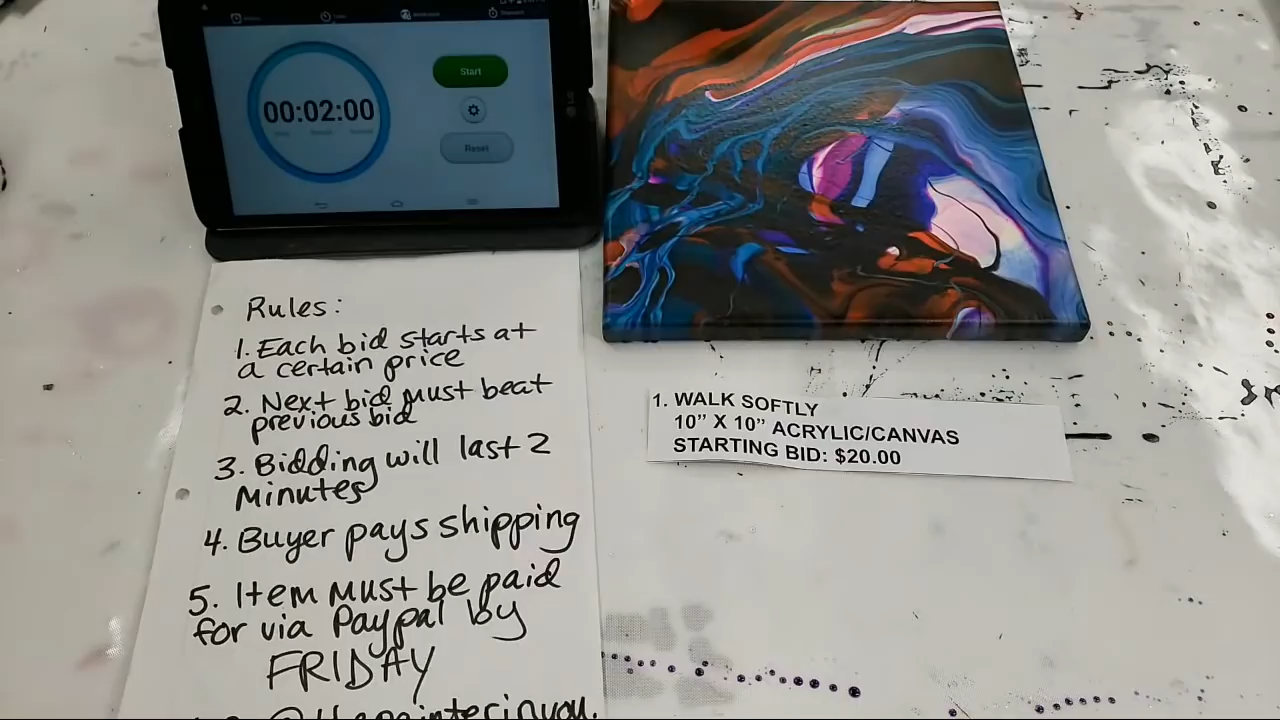 00:02:00
Start
Reset
LG
Rules:
1. Each bid starts at
a certain price
2. Next bid must beat
previous bid
3. Bidding will last 2
Minutes
4. Buyer pays shipping
5. Item must be paid
for via Paypal by
FRIDAY
@thepainterinyou.
1. WALK SOFTLY
10” X 10” ACRYLIC/CANVAS
STARTING BID: $20.00